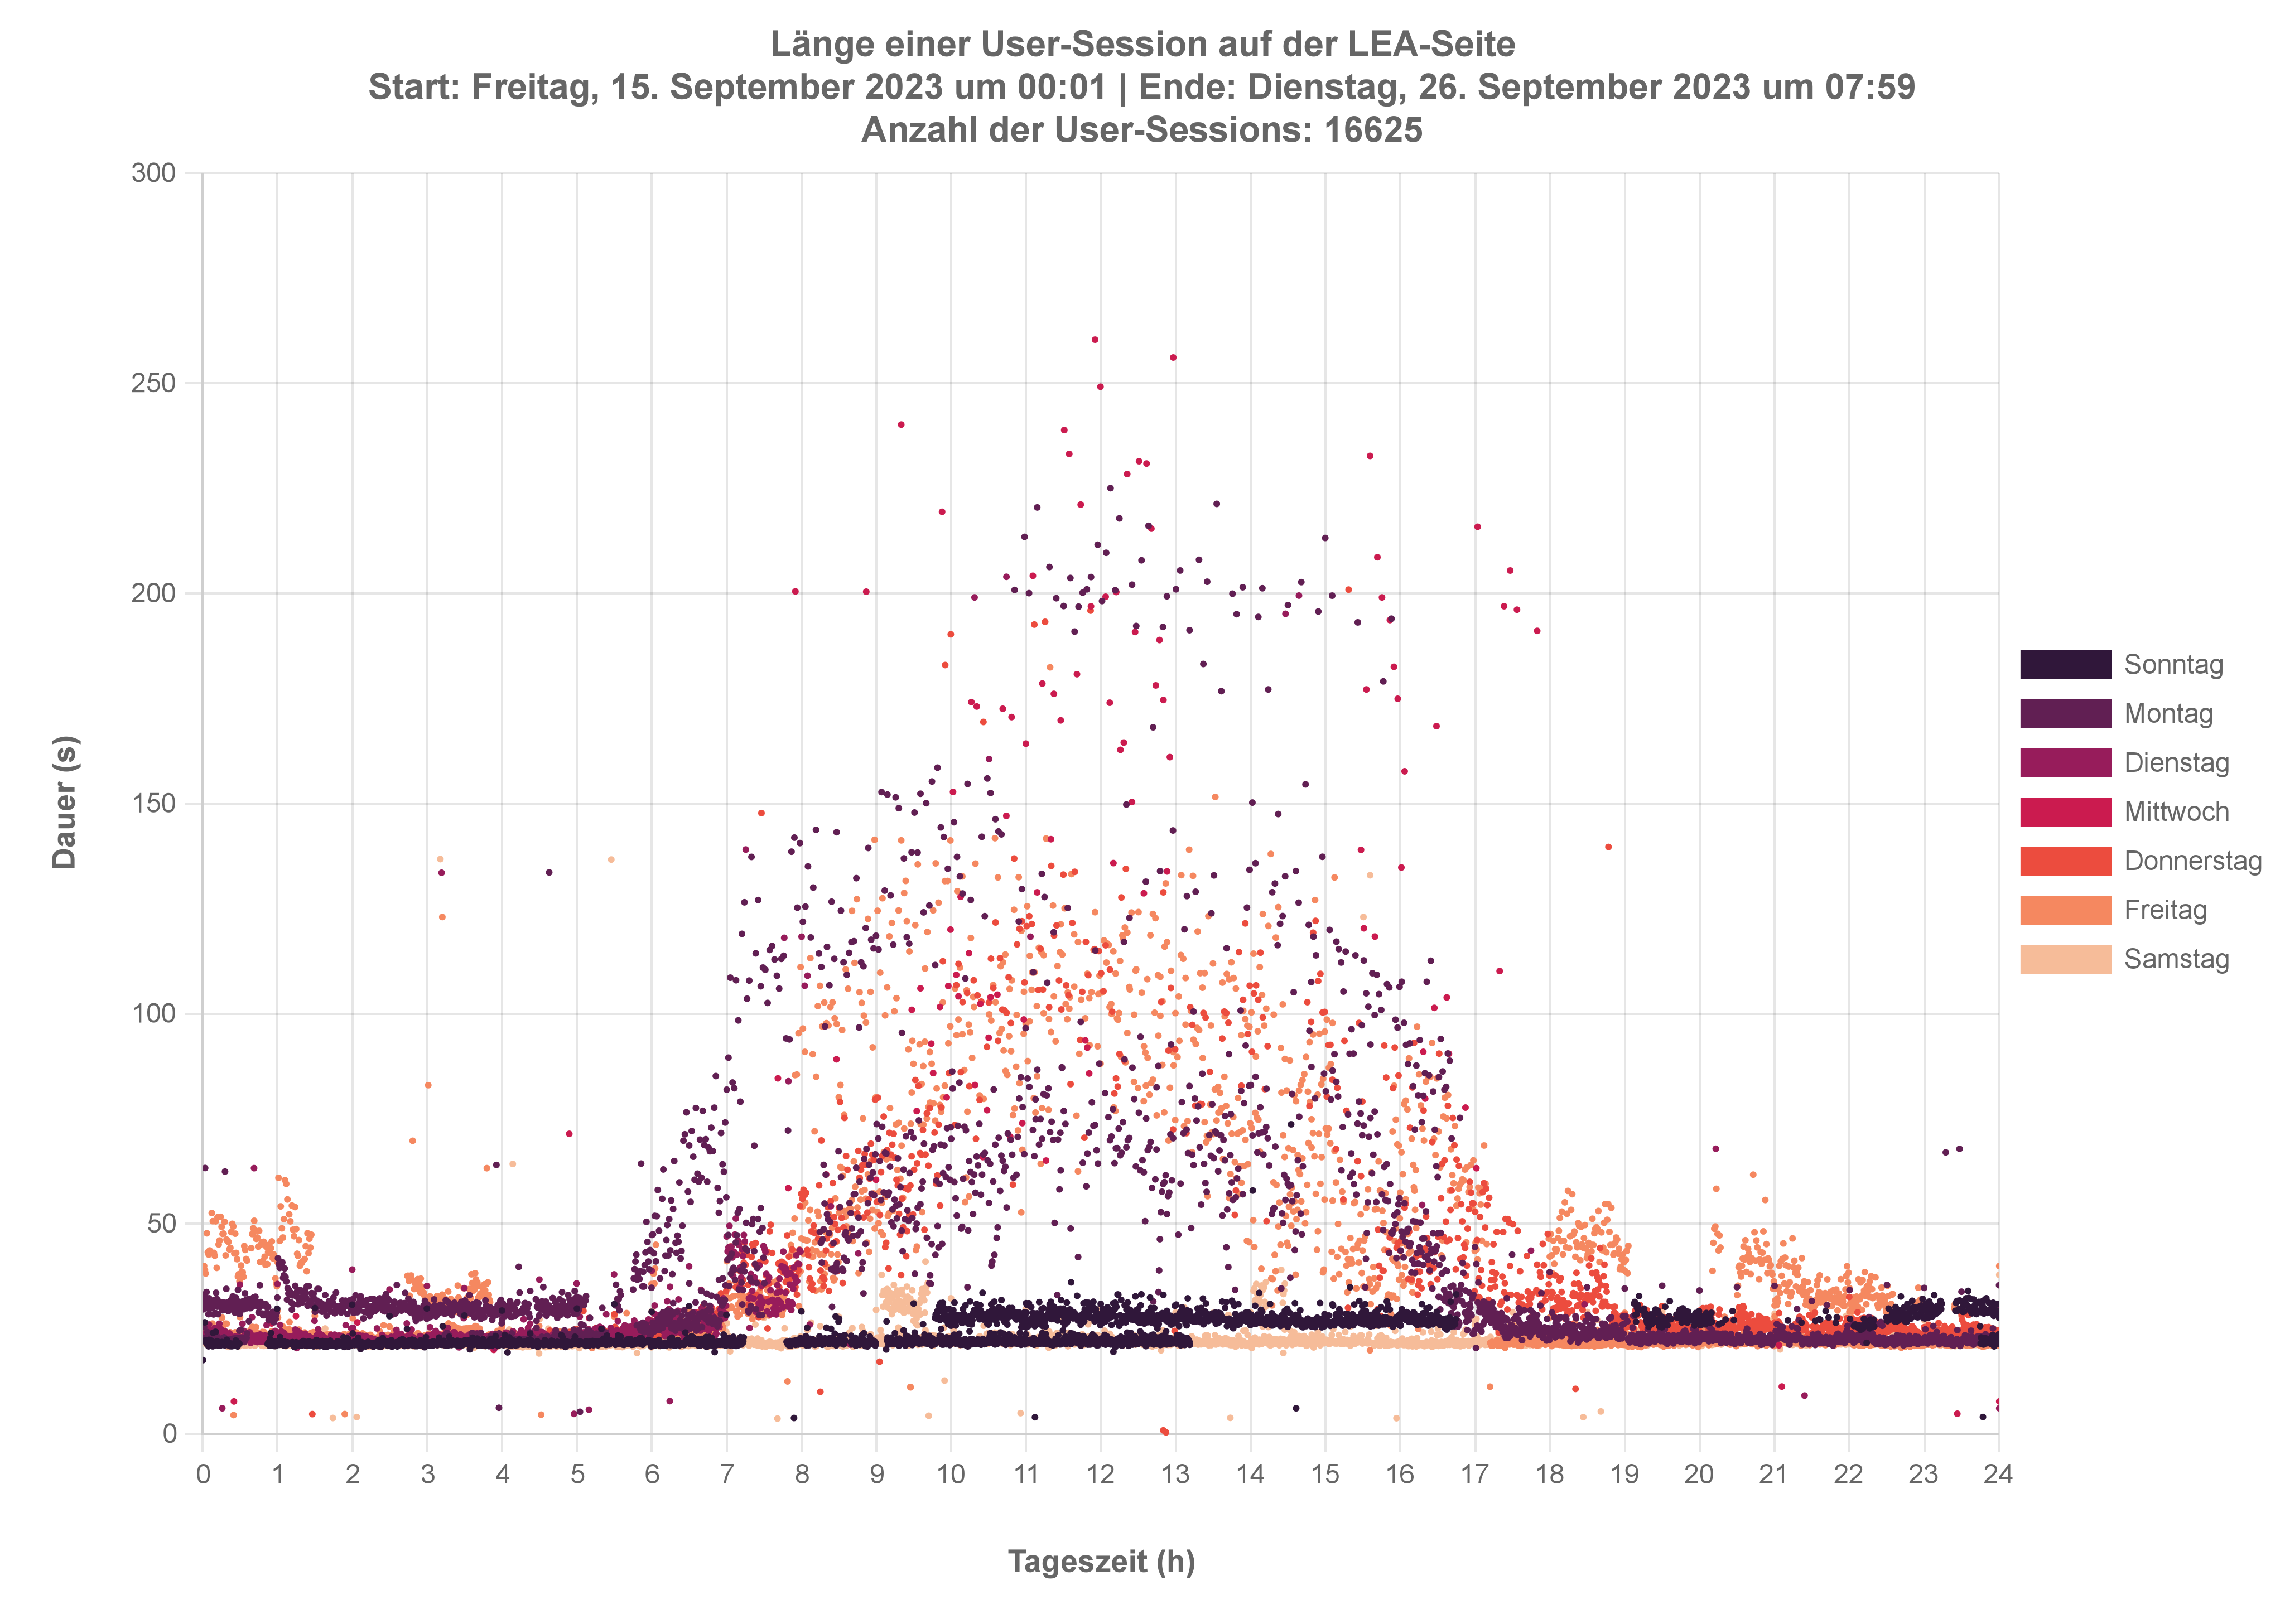 Länge einer User-Session auf der LEA-Seite
Start: Freitag, 15. September 2023 um 00:01 | Ende: Dienstag, 26. September 2023 um 07:59
Anzahl der User-Sessions: 16625
300
250
200
150
100
50
0
Dauer (s)
0 1 2 3 4 5 6 7 8 9 10 11 12 13 14 15 16 17 18 19 20 21 22 23 24
Tageszeit (h)
Sonntag
Montag
Dienstag
Mittwoch
Donnerstag
Freitag
Samstag